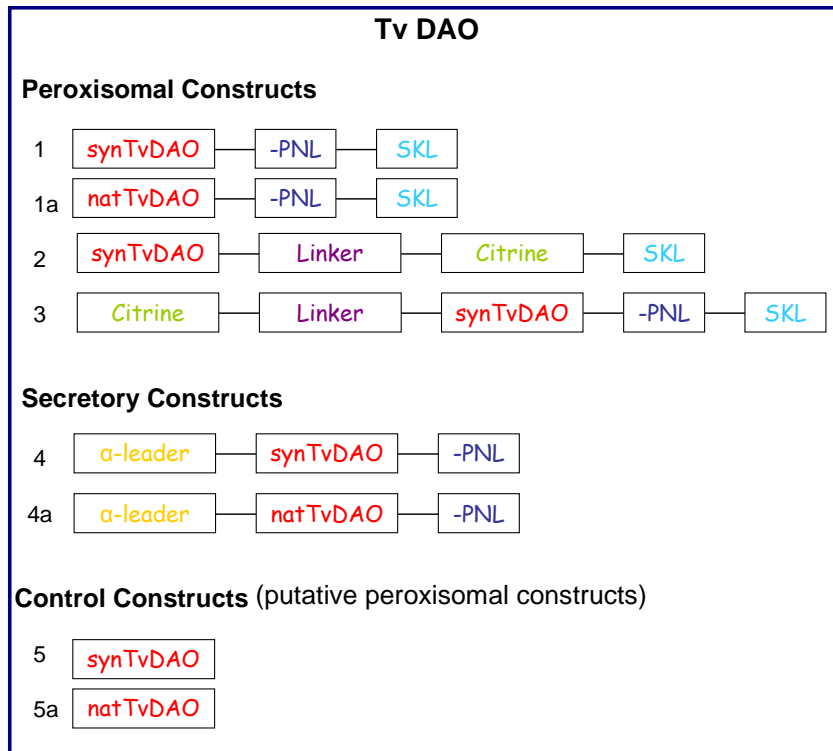 Tv DAO
Peroxisomal Constructs
1 synTvDAO -PNL SKL
1a natTvDAO -PNL SKL
2 synTvDAO Linker Citrine SKL
3 Citrine Linker synTvDAO -PNL SKL
Secretory Constructs
4 α-leader synTvDAO -PNL
4a α-leader natTvDAO -PNL
Control Constructs (putative peroxisomal constructs)
5 synTvDAO
5a natTvDAO